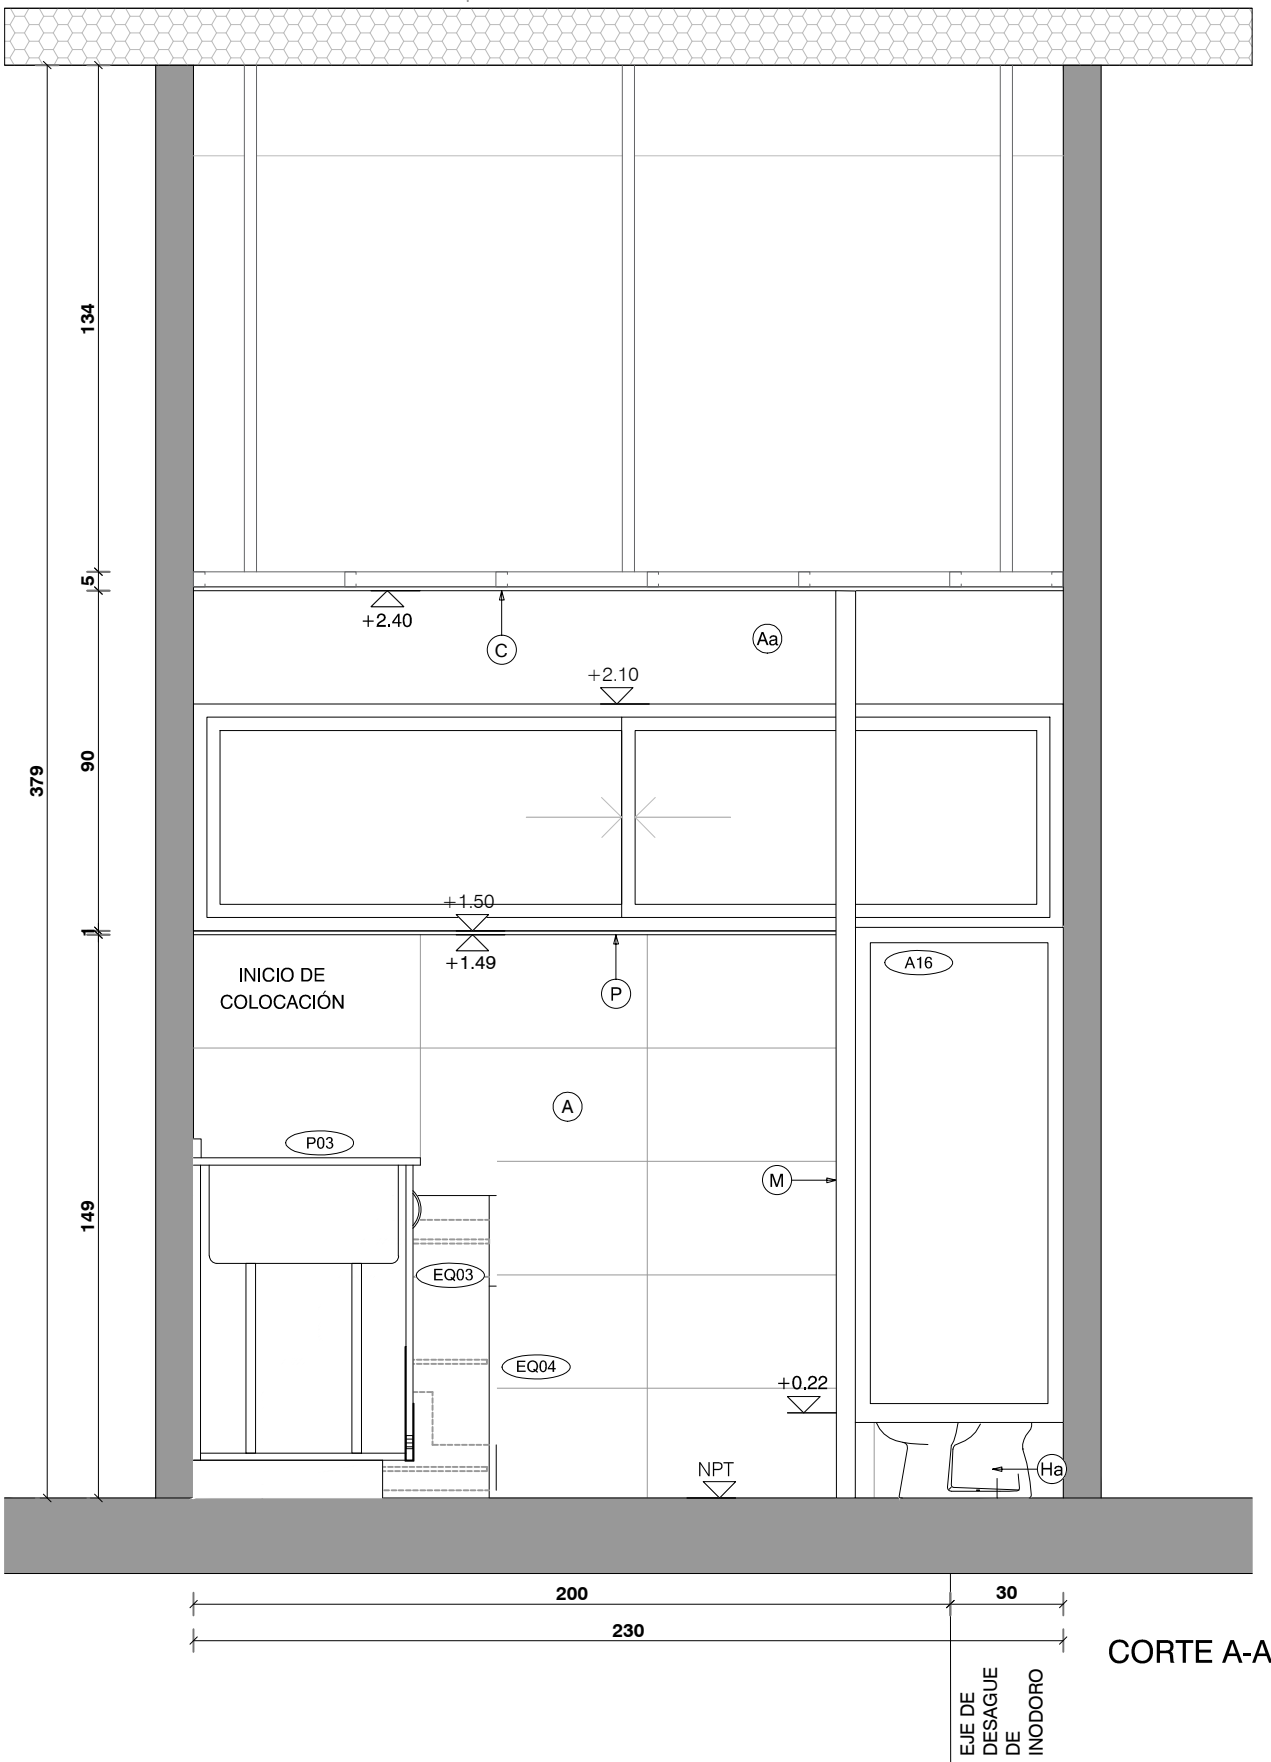 134
5
+2.40
C
Aa
+2.10
90
379
+1.50
1
+1.49
A16
INICIO DE
COLOCACIÓN
P
A
P03
M
149
EQ03
EQ04
+0.22
NPT
Ha
200
30
230
CORTE A-A
EJE DE
DESAGUE
DE
INODORO